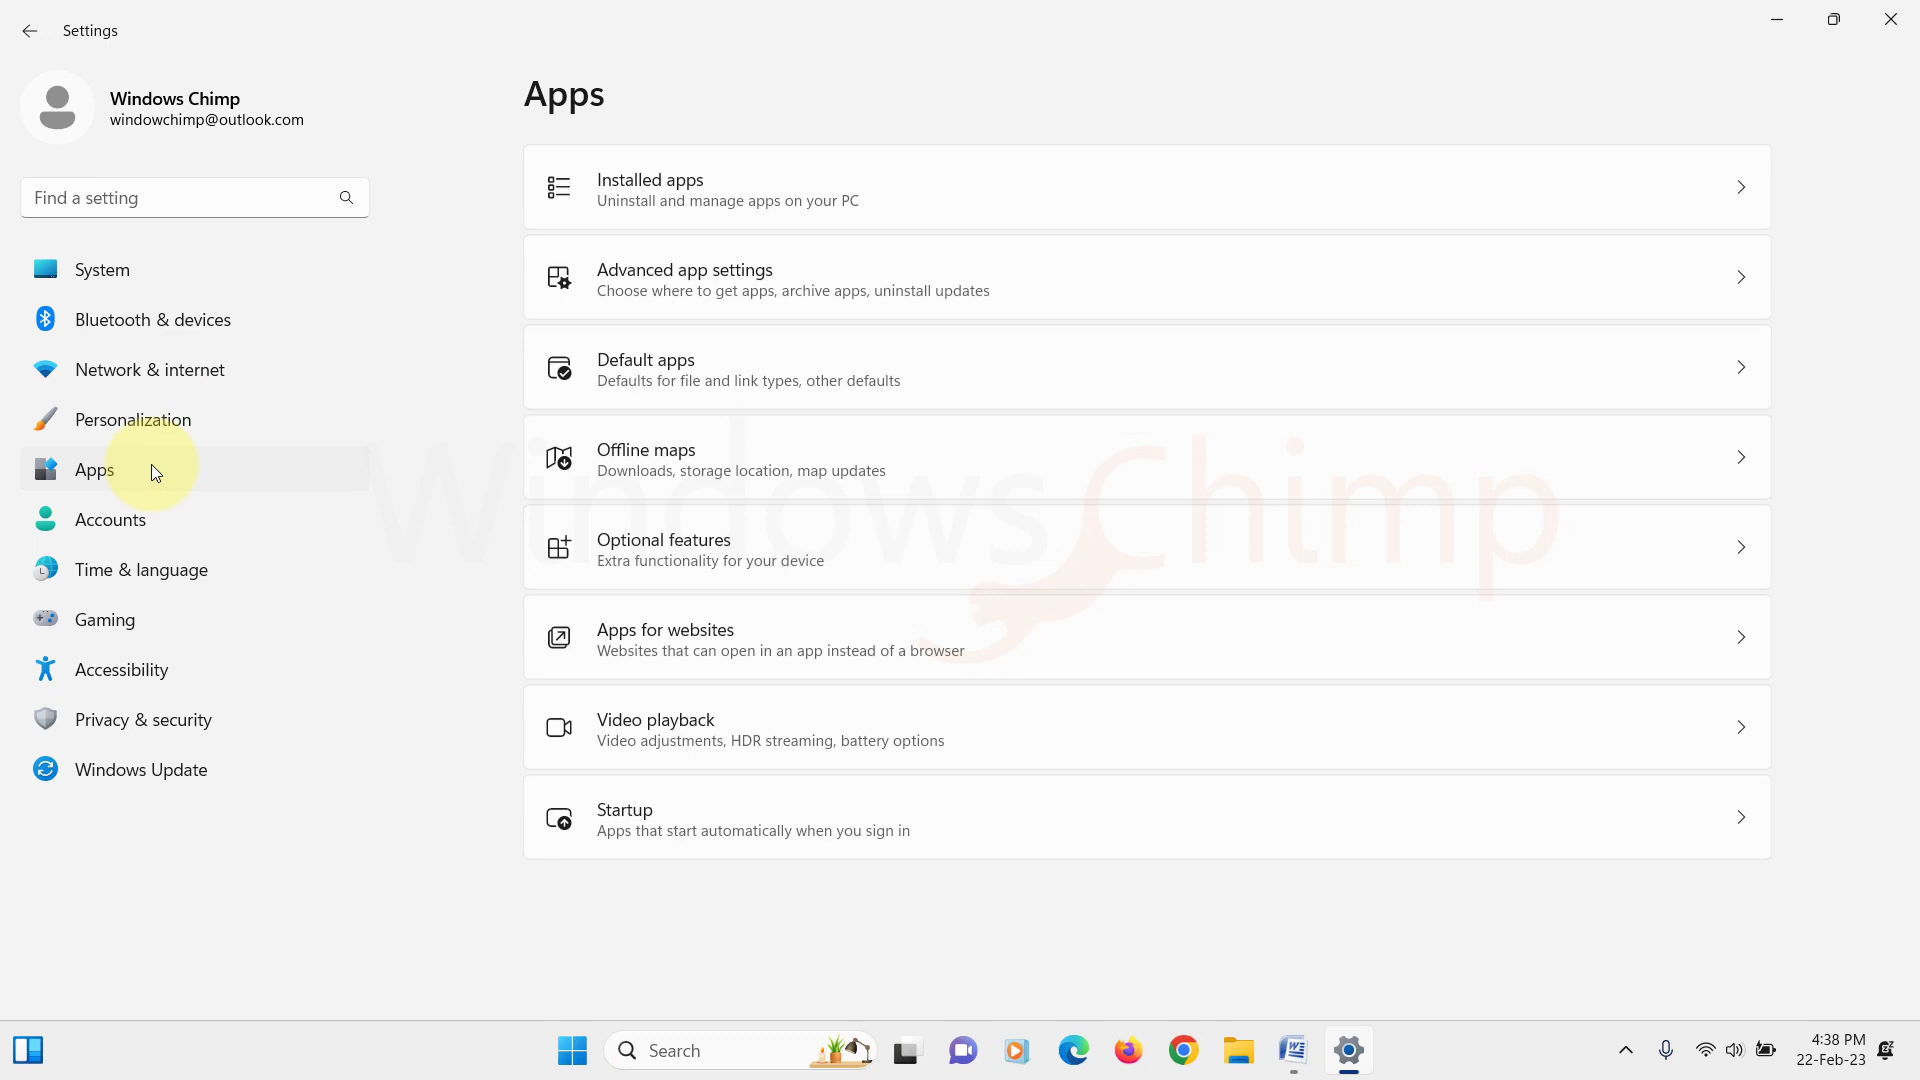 Settings
Windows Chimp
windowchimp@outlook.com
Find a setting
System
Bluetooth & devices
Network & internet
Personalization
Apps
Accounts
Time & language
Gaming
Accessibility
Privacy & security
Windows Update
Apps
Installed apps
Uninstall and manage apps on your PC
Advanced app settings
Choose where to get apps, archive apps, uninstall updates
Default apps
Defaults for file and link types, other defaults
Offline maps
Downloads, storage location, map updates
Optional features
Extra functionality for your device
Apps for websites
Websites that can open in an app instead of a browser
Video playback
Video adjustments, HDR streaming, battery options
Startup
Apps that start automatically when you sign in
WindowsChimp
Search
4:38 PM
22-Feb-23